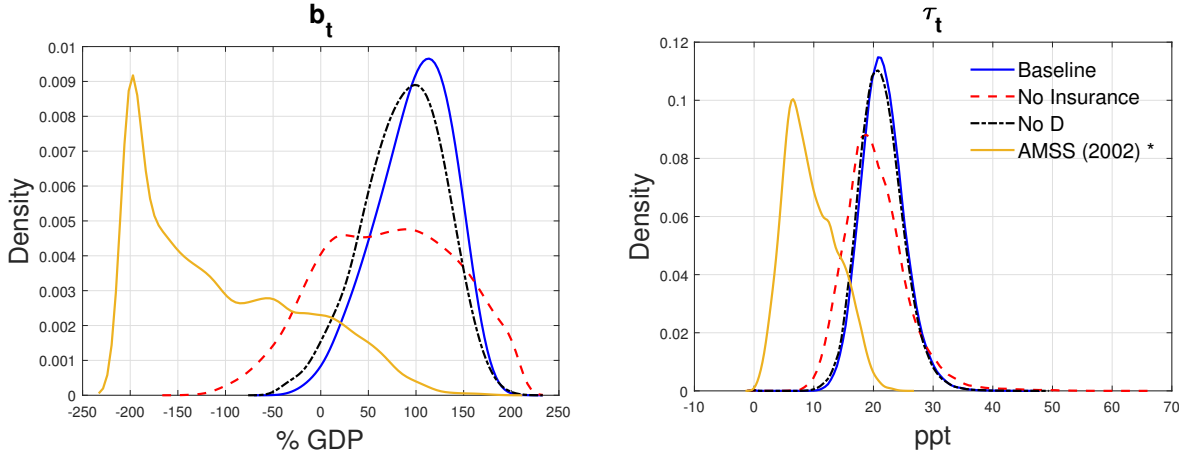 b_t
0.01
0.009
0.008
0.007
0.006
0.005
0.004
0.003
0.002
0.001
0
Density
-250 -200 -150 -100 -50 0 50 100 150 200 250
% GDP
τ_t
0.12
0.1
0.08
0.06
0.04
0.02
0
Density
Baseline
No Insurance
No D
AMSS (2002) *
-10 0 10 20 30 40 50 60 70
ppt